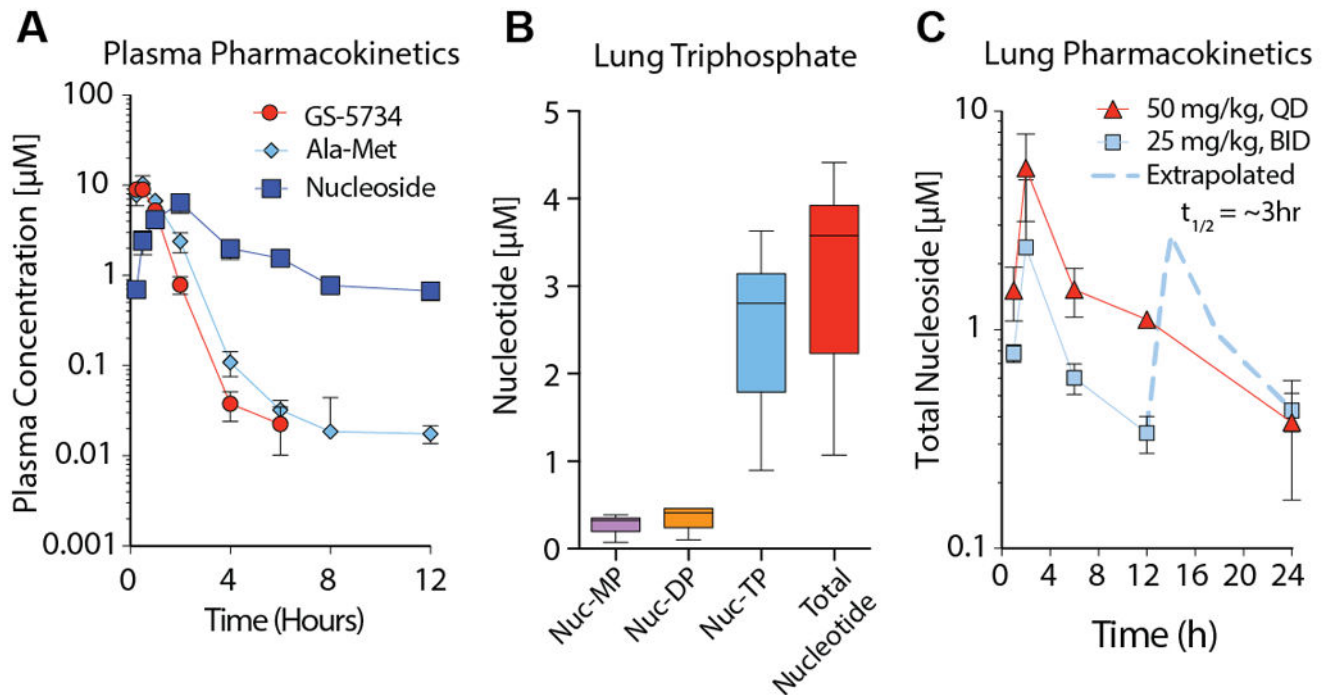 A
Plasma Pharmacokinetics
Plasma Concentration [µM]
100
10
1
0.1
0.01
0.001
GS-5734
Ala-Met
Nucleoside
0 4 8 12
Time (Hours)
B
Lung Triphosphate
Nucleotide [µM]
5
4
3
2
1
0
Nuc-MP
Nuc-DP
Nuc-TP
Total
Nucleotide
C
Lung Pharmacokinetics
Total Nucleoside [µM]
10
1
0.1
50 mg/kg, QD
25 mg/kg, BID
Extrapolated
t1/2 = ~3hr
0 4 8 12 16 20 24
Time (h)